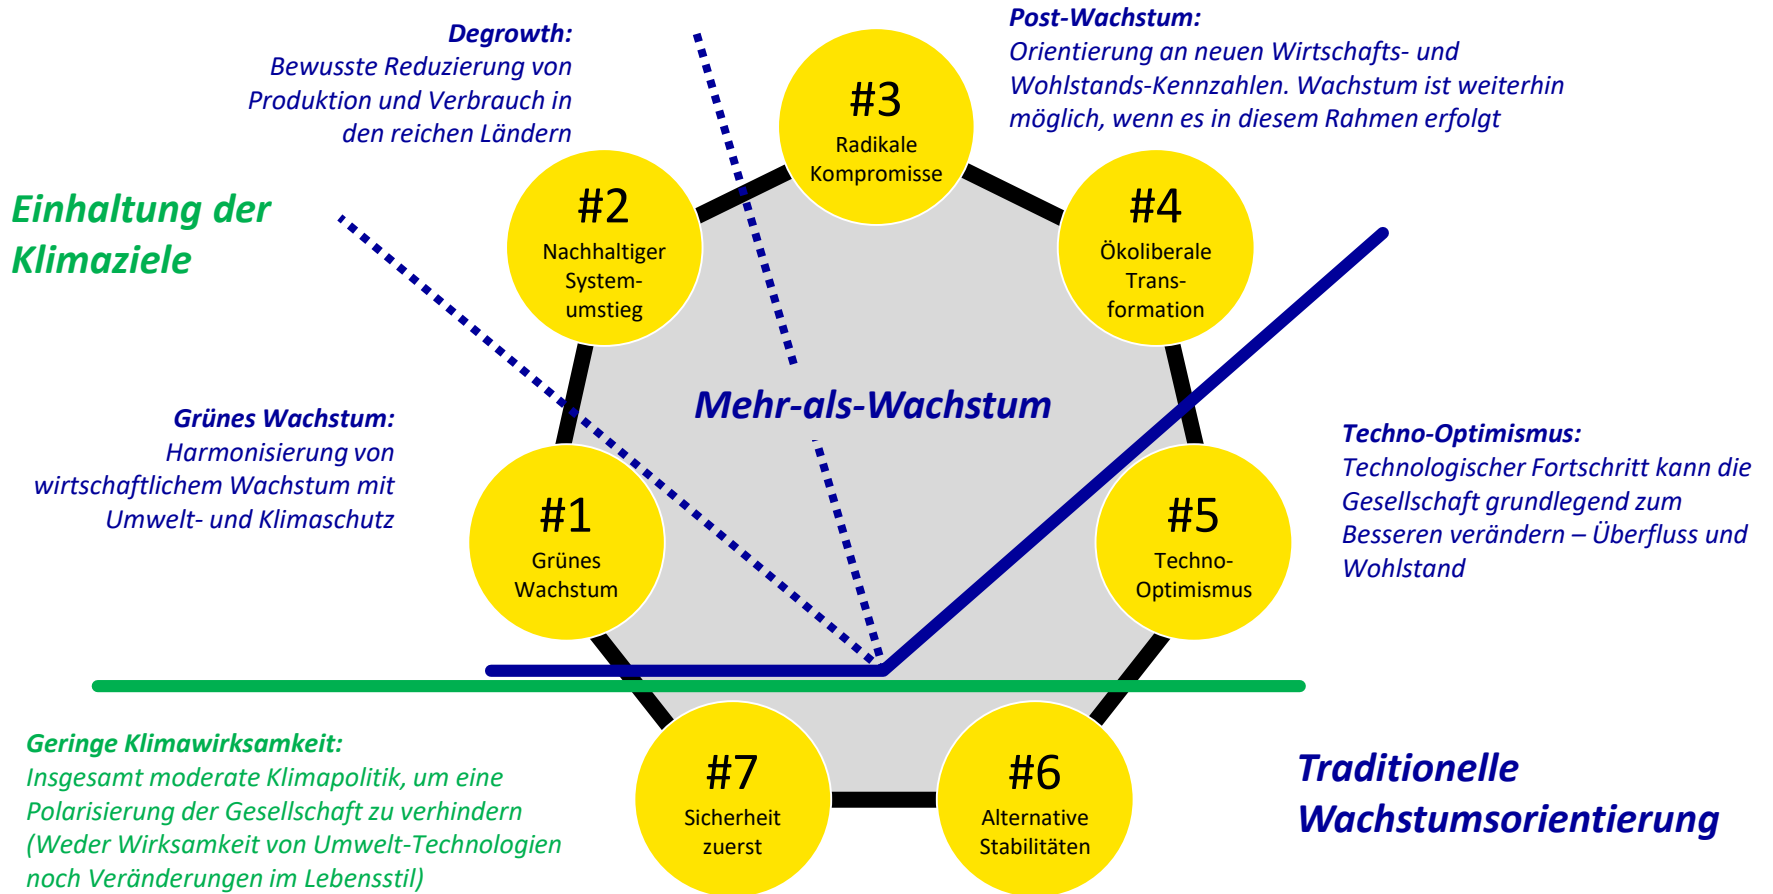 Degrowth:
Bewusste Reduzierung von
Produktion und Verbrauch in
den reichen Ländern
Post-Wachstum:
Orientierung an neuen Wirtschafts- und
Wohlstands-Kennzahlen. Wachstum ist weiterhin
möglich, wenn es in diesem Rahmen erfolgt
#3
Radikale
Kompromisse
Einhaltung der
Klimaziele
#2
Nachhaltiger
System-
umstieg
#4
Ökoliberale
Trans-
formation
Mehr-als-Wachstum
Grünes Wachstum:
Harmonisierung von
wirtschaftlichem Wachstum mit
Umwelt- und Klimaschutz
#1
Grünes
Wachstum
#5
Techno-
Optimismus
Techno-Optimismus:
Technologischer Fortschritt kann die
Gesellschaft grundlegend zum
Besseren verändern – Überfluss und
Wohlstand
Geringe Klimawirksamkeit:
Insgesamt moderate Klimapolitik, um eine
Polarisierung der Gesellschaft zu verhindern
(Weder Wirksamkeit von Umwelt-Technologien
noch Veränderungen im Lebensstil)
#7
Sicherheit
zuerst
#6
Alternative
Stabilitäten
Traditionelle
Wachstumsorientierung